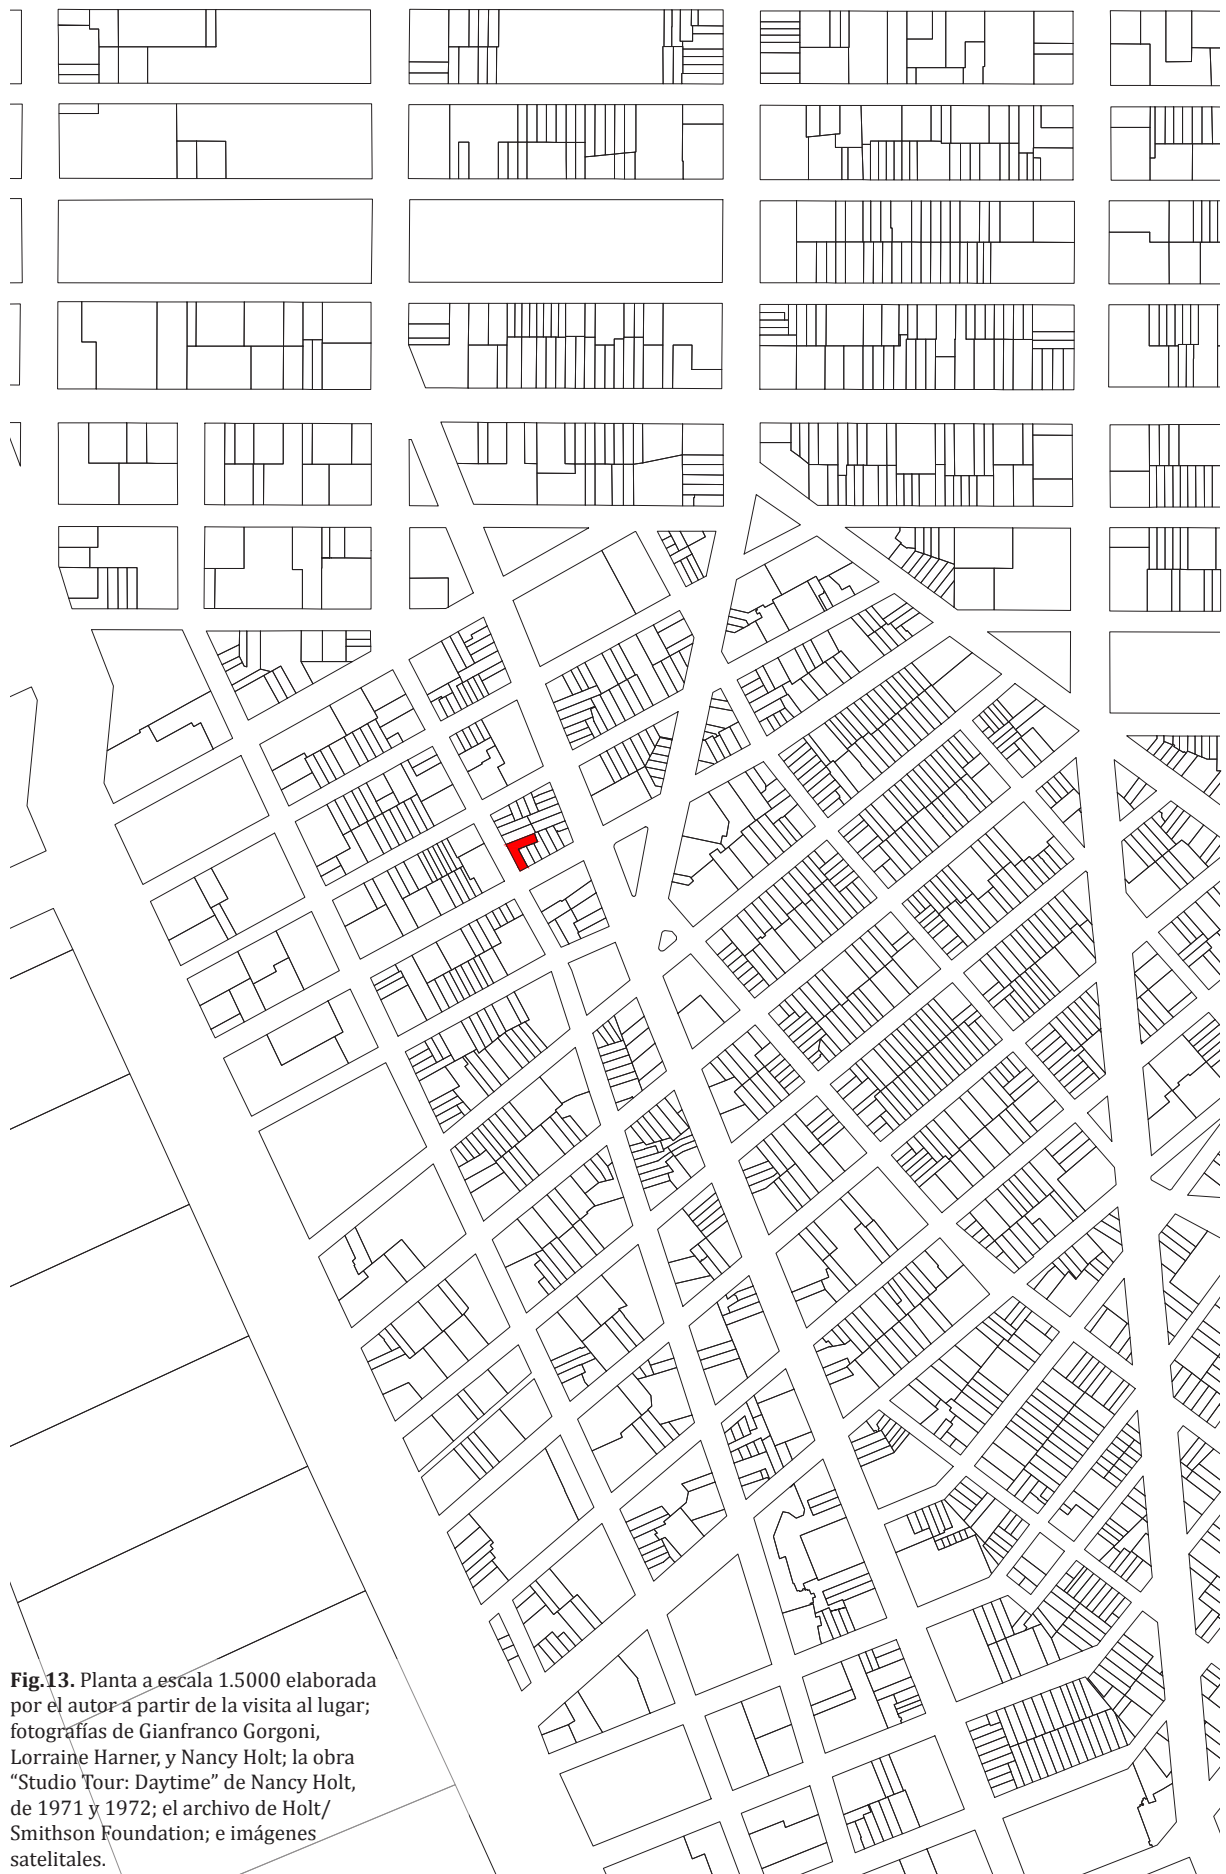 Fig.13. Planta a escala 1.5000 elaborada
por el autor a partir de la visita al lugar;
fotografías de Gianfranco Gorgoni,
Lorraine Harner, y Nancy Holt; la obra
“Studio Tour: Daytime” de Nancy Holt,
de 1971 y 1972; el archivo de Holt/
Smithson Foundation; e imágenes
satelitales.